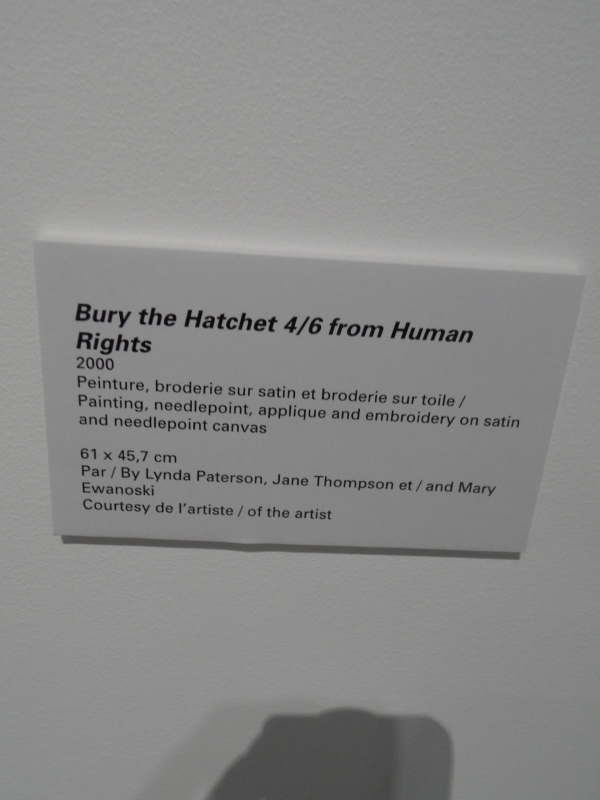 Bury the Hatchet 4/6 from Human
Rights
2000
Peinture, broderie sur satin et broderie sur toile /
Painting, needlepoint, applique and embroidery on satin
and needlepoint canvas
61 x 45,7 cm
Par / By Lynda Paterson, Jane Thompson et / and Mary
Ewanoski
Courtesy de l'artiste / of the artist